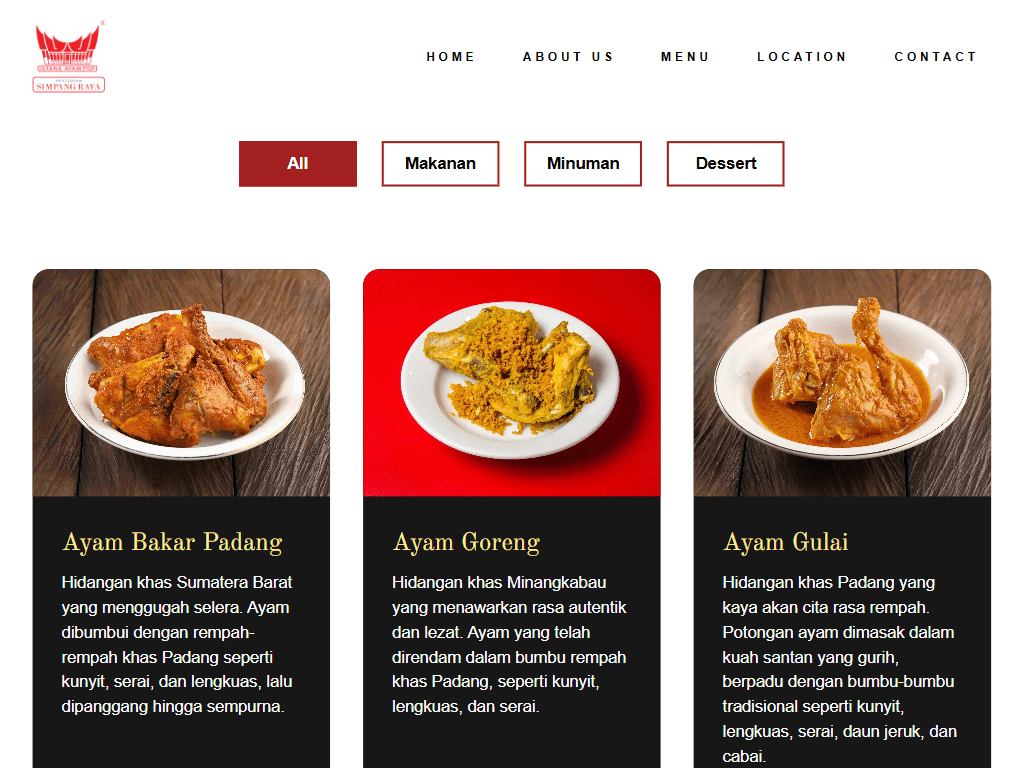 ISTANA AYAM POP
RESTORAN
SIMPANG RAYA
HOME
ABOUT US
MENU
LOCATION
CONTACT
All
Makanan
Minuman
Dessert
Ayam Bakar Padang
Hidangan khas Sumatera Barat
yang menggugah selera. Ayam
dibumbui dengan rempah-
rempah khas Padang seperti
kunyit, serai, dan lengkuas, lalu
dipanggang hingga sempurna.
Ayam Goreng
Hidangan khas Minangkabau
yang menawarkan rasa autentik
dan lezat. Ayam yang telah
direndam dalam bumbu rempah
khas Padang, seperti kunyit,
lengkuas, dan serai.
Ayam Gulai
Hidangan khas Padang yang
kaya akan cita rasa rempah.
Potongan ayam dimasak dalam
kuah santan yang gurih,
berpadu dengan bumbu-bumbu
tradisional seperti kunyit,
lengkuas, serai, daun jeruk, dan
cabai.